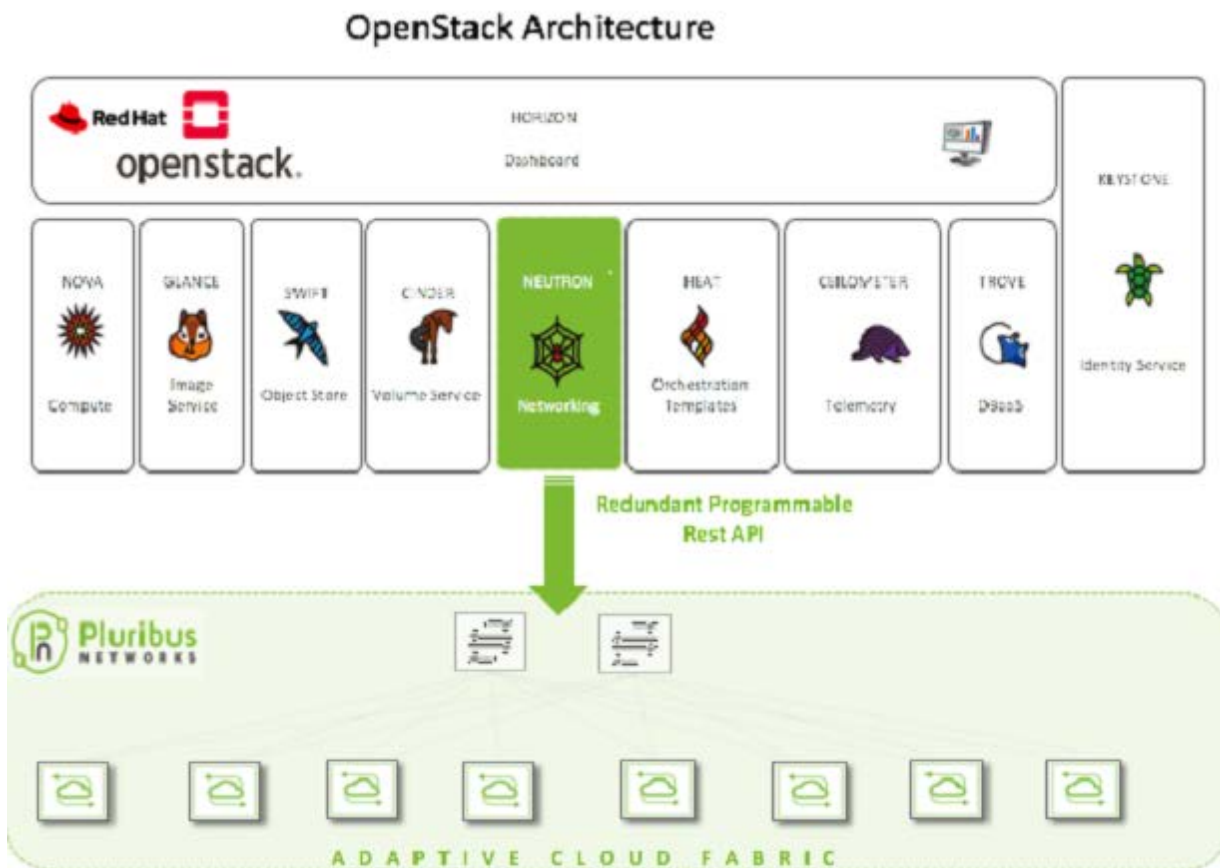 OpenStack Architecture
Red Hat
openstack.
HORIZON
Dashboard
KEYSTONE
Identity Service
NOVA
Compute
GLANCE
Image
Service
SWIFT
Object Store
CINDER
Volume Service
NEUTRON
Networking
HEAT
Orchestration
Templates
CEILOMETER
Telemetry
TROVE
DBaaS
Redundant Programmable
Rest API
Pn
Pluribus
NETWORKS
ADAPTIVE CLOUD FABRIC